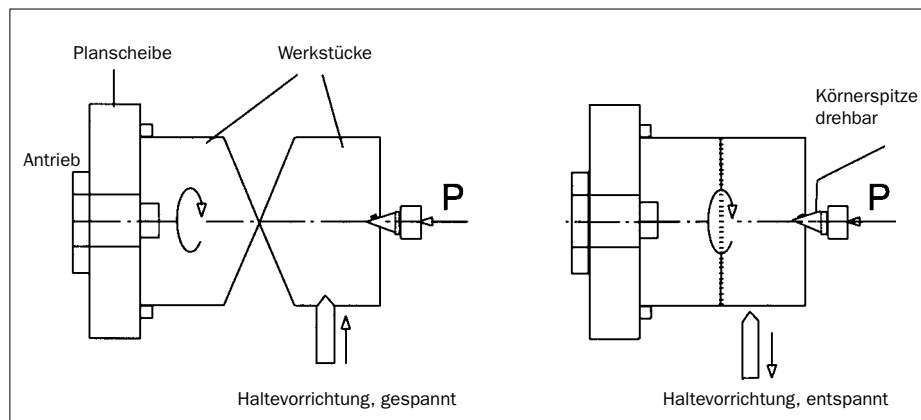 Planscheibe
Werkstücke
Antrieb
P
Haltevorrichtung, gespannt
Körnerspitze
drehbar
P
Haltevorrichtung, entspannt